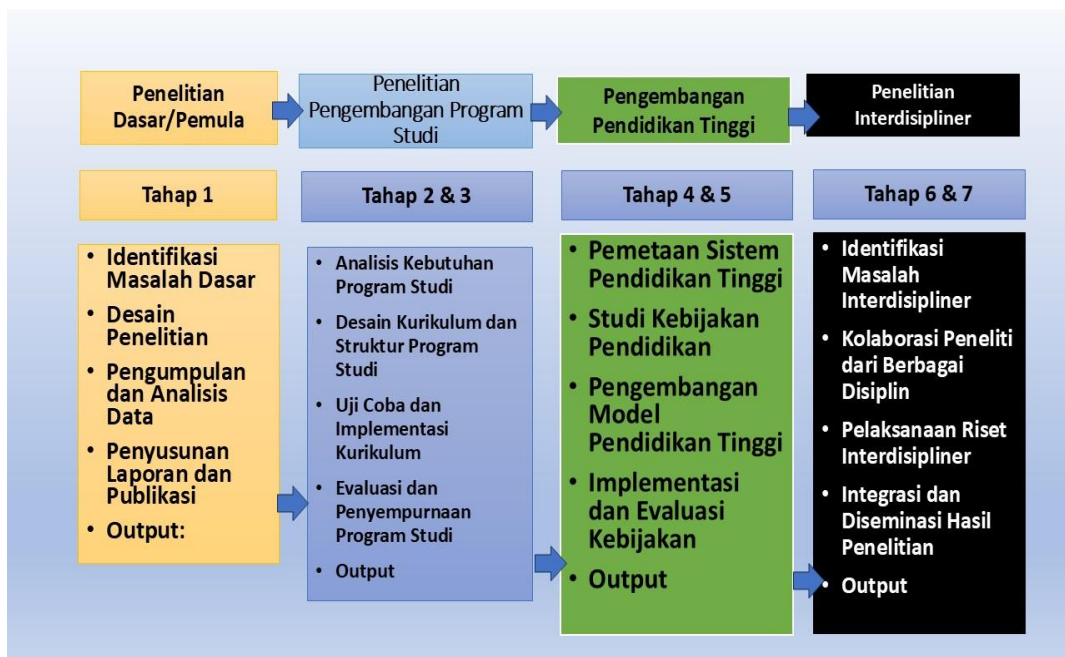 Penelitian
Dasar/Pemula
Penelitian
Pengembangan Program
Studi
Pengembangan
Pendidikan Tinggi
Penelitian
Interdisipliner
Tahap 1
Tahap 2 & 3
Tahap 4 & 5
Tahap 6 & 7
• Identifikasi
Masalah Dasar
• Desain
Penelitian
• Pengumpulan
dan Analisis
Data
• Penyusunan
Laporan dan
Publikasi
• Output:
• Analisis Kebutuhan
Program Studi
• Desain Kurikulum dan
Struktur Program
Studi
• Uji Coba dan
Implementasi
Kurikulum
• Evaluasi dan
Penyempurnaan
Program Studi
• Output
• Pemetaan Sistem
Pendidikan Tinggi
• Studi Kebijakan
Pendidikan
• Pengembangan
Model
Pendidikan Tinggi
• Implementasi
dan Evaluasi
Kebijakan
• Output
• Identifikasi
Masalah
Interdisipliner
• Kolaborasi Peneliti
dari Berbagai
Disiplin
• Pelaksanaan Riset
Interdisipliner
• Integrasi dan
Diseminasi Hasil
Penelitian
• Output